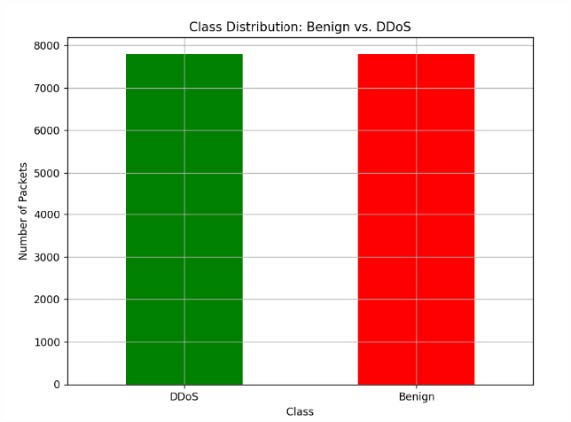 Class Distribution: Benign vs. DDoS
Number of Packets
8000
7000
6000
5000
4000
3000
2000
1000
0
DDoS Benign
Class